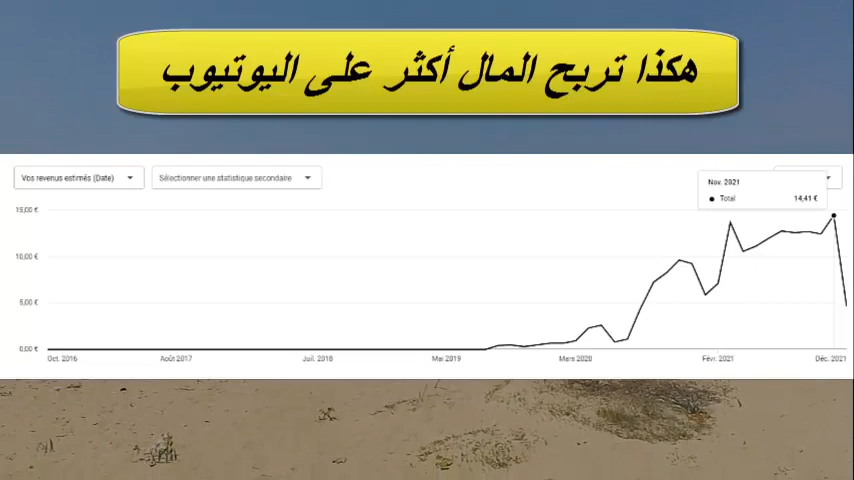 هكذا تربح المال أكثر على اليوتيوب
Vos revenus estimés (Date)
Sélectionner une statistique secondaire
Nov. 2021
Total 14,41 €
15,00 €
10,00 €
5,00 €
0,00 €
Oct. 2016 Août 2017 Juil. 2018 Mai 2019 Mars 2020 Févr. 2021 Déc. 2021